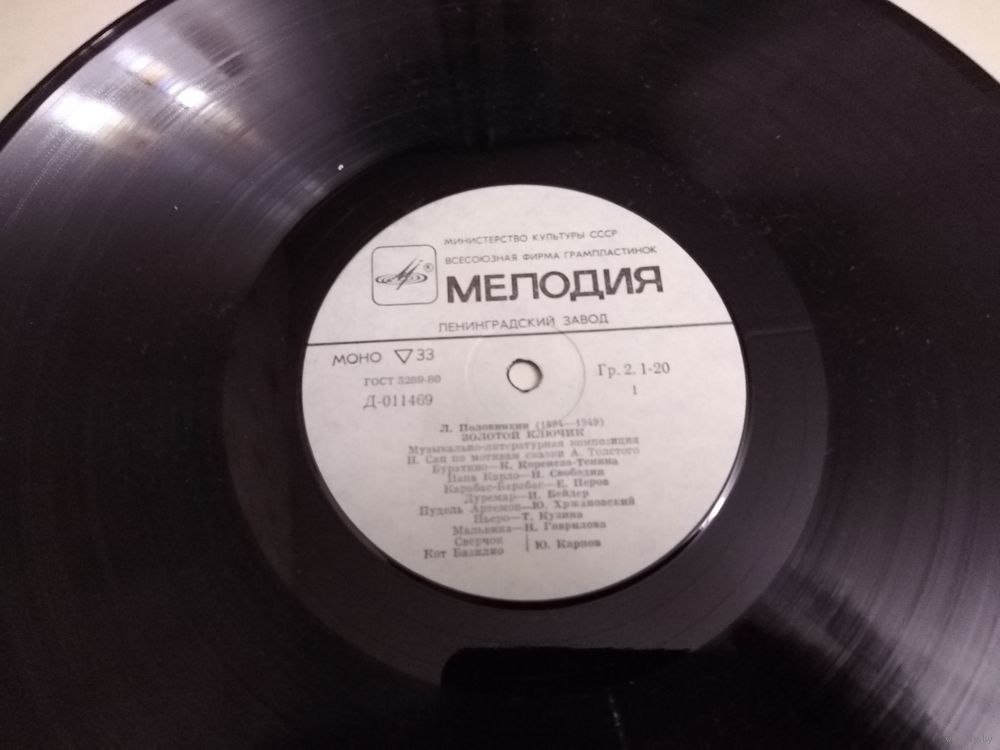 МИНИСТЕРСТВО КУЛЬТУРЫ СССР
ВСЕСОЮЗНАЯ ФИРМА ГРАМПЛАСТИНОК
МЕЛОДИЯ
ЛЕНИНГРАДСКИЙ ЗАВОД
МОНО ▽33
ГОСТ 5289-80
Д-011469
Гр. 2. 1-20
1
Л. Половинкин (1894—1949)
ЗОЛОТОЙ КЛЮЧИК
Музыкально-литературная композиция
Н. Сац по мотивам сказки А. Толстого
Буратино—К. Коренева-Тенина
Папа Карло—Н. Свободин
Карабас-Барабас—Е. Перов
Дуремар—И. Бейдер
Пудель Артемон—Ю. Хржановский
Пьеро—Т. Кузина
Мальвина—Н. Гаврилова
Сверчок
Кот Базилио
Ю. Карпов